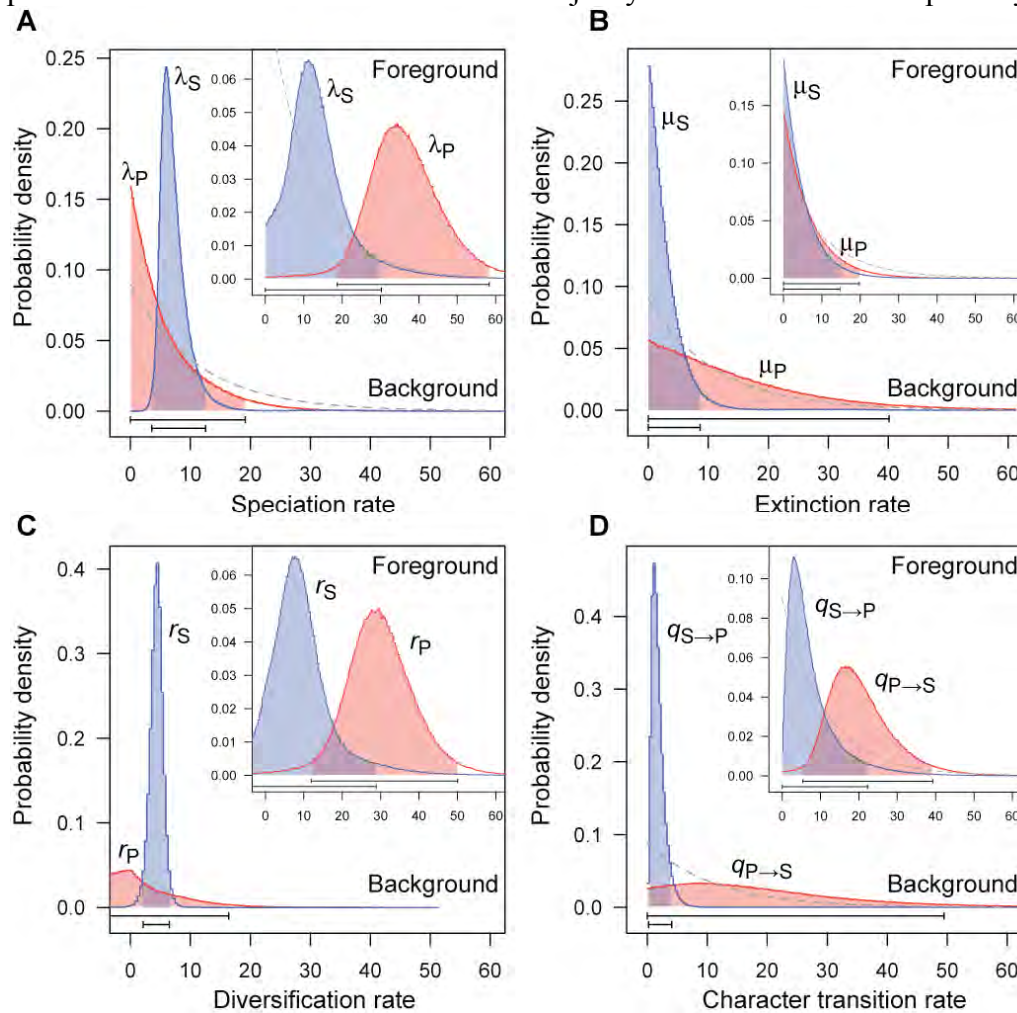 A
Probability density
0.25
0.20
0.15
0.10
0.05
0.00
λP
λS
Background
0 10 20 30 40 50 60
Speciation rate
Foreground
0.06
0.05
0.04
0.03
0.02
0.01
0.00
λS
λP
0 10 20 30 40 50 60
B
Probability density
0.25
0.20
0.15
0.10
0.05
0.00
μS
μP
Background
0 10 20 30 40 50 60
Extinction rate
Foreground
0.15
0.10
0.05
0.00
μS
μP
0 10 20 30 40 50 60
C
Probability density
0.4
0.3
0.2
0.1
0.0
rP
rS
Background
0 10 20 30 40 50 60
Diversification rate
Foreground
0.06
0.05
0.04
0.03
0.02
0.01
0.00
rS
rP
0 10 20 30 40 50 60
D
Probability density
0.4
0.3
0.2
0.1
0.0
qS→P
qP→S
Background
0 10 20 30 40 50 60
Character transition rate
Foreground
0.10
0.08
0.06
0.04
0.02
0.00
qS→P
qP→S
0 10 20 30 40 50 60